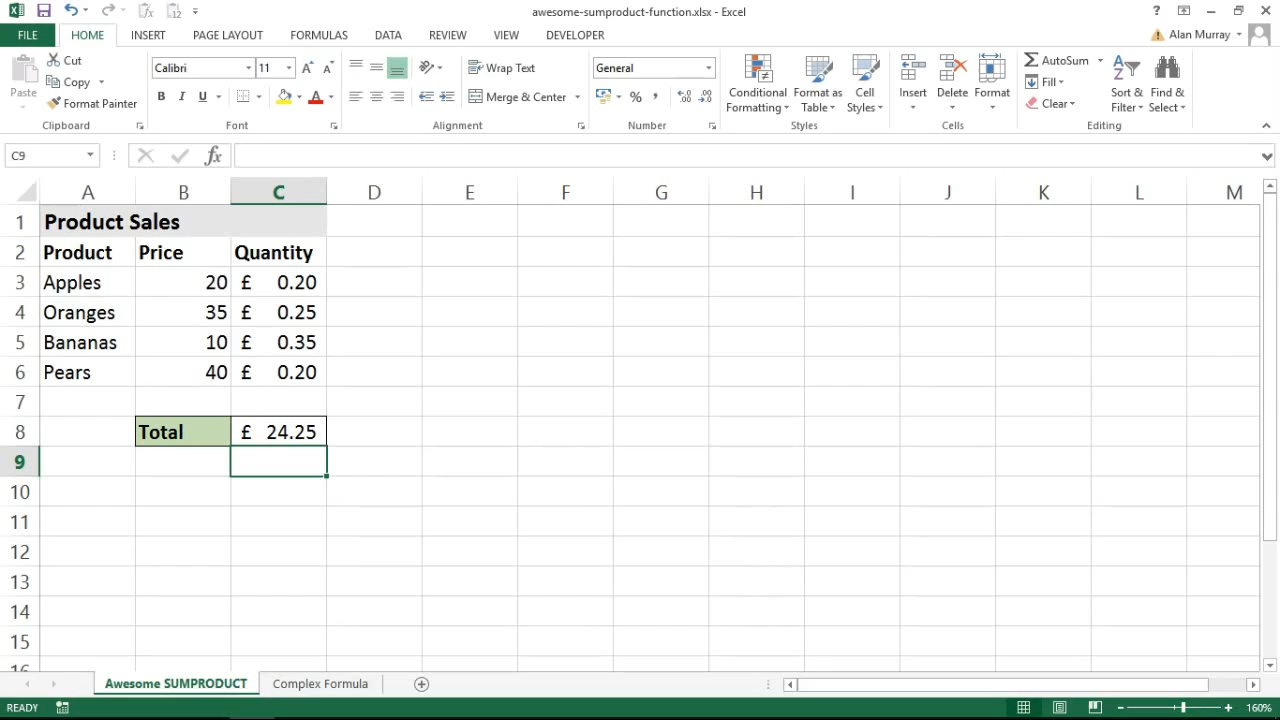 awesome-sumproduct-function.xlsx - Excel
FILE HOME INSERT PAGE LAYOUT FORMULAS DATA REVIEW VIEW DEVELOPER Alan Murray
Cut
Copy
Format Painter
Paste
Clipboard
Calibri 11
B I U A
Font
Wrap Text
Merge & Center
Alignment
General
% ,
Number
Conditional Formatting
Format as Table
Cell Styles
Styles
Insert Delete Format
Cells
AutoSum
Fill
Clear
Sort & Filter
Find & Select
Editing
C9 fx
A B C D E F G H I J K L M
1 Product Sales
2 Product Price Quantity
3 Apples 20 £ 0.20
4 Oranges 35 £ 0.25
5 Bananas 10 £ 0.35
6 Pears 40 £ 0.20
7
8 Total £ 24.25
9
10
11
12
13
14
15
16
Awesome SUMPRODUCT Complex Formula
READY 160%